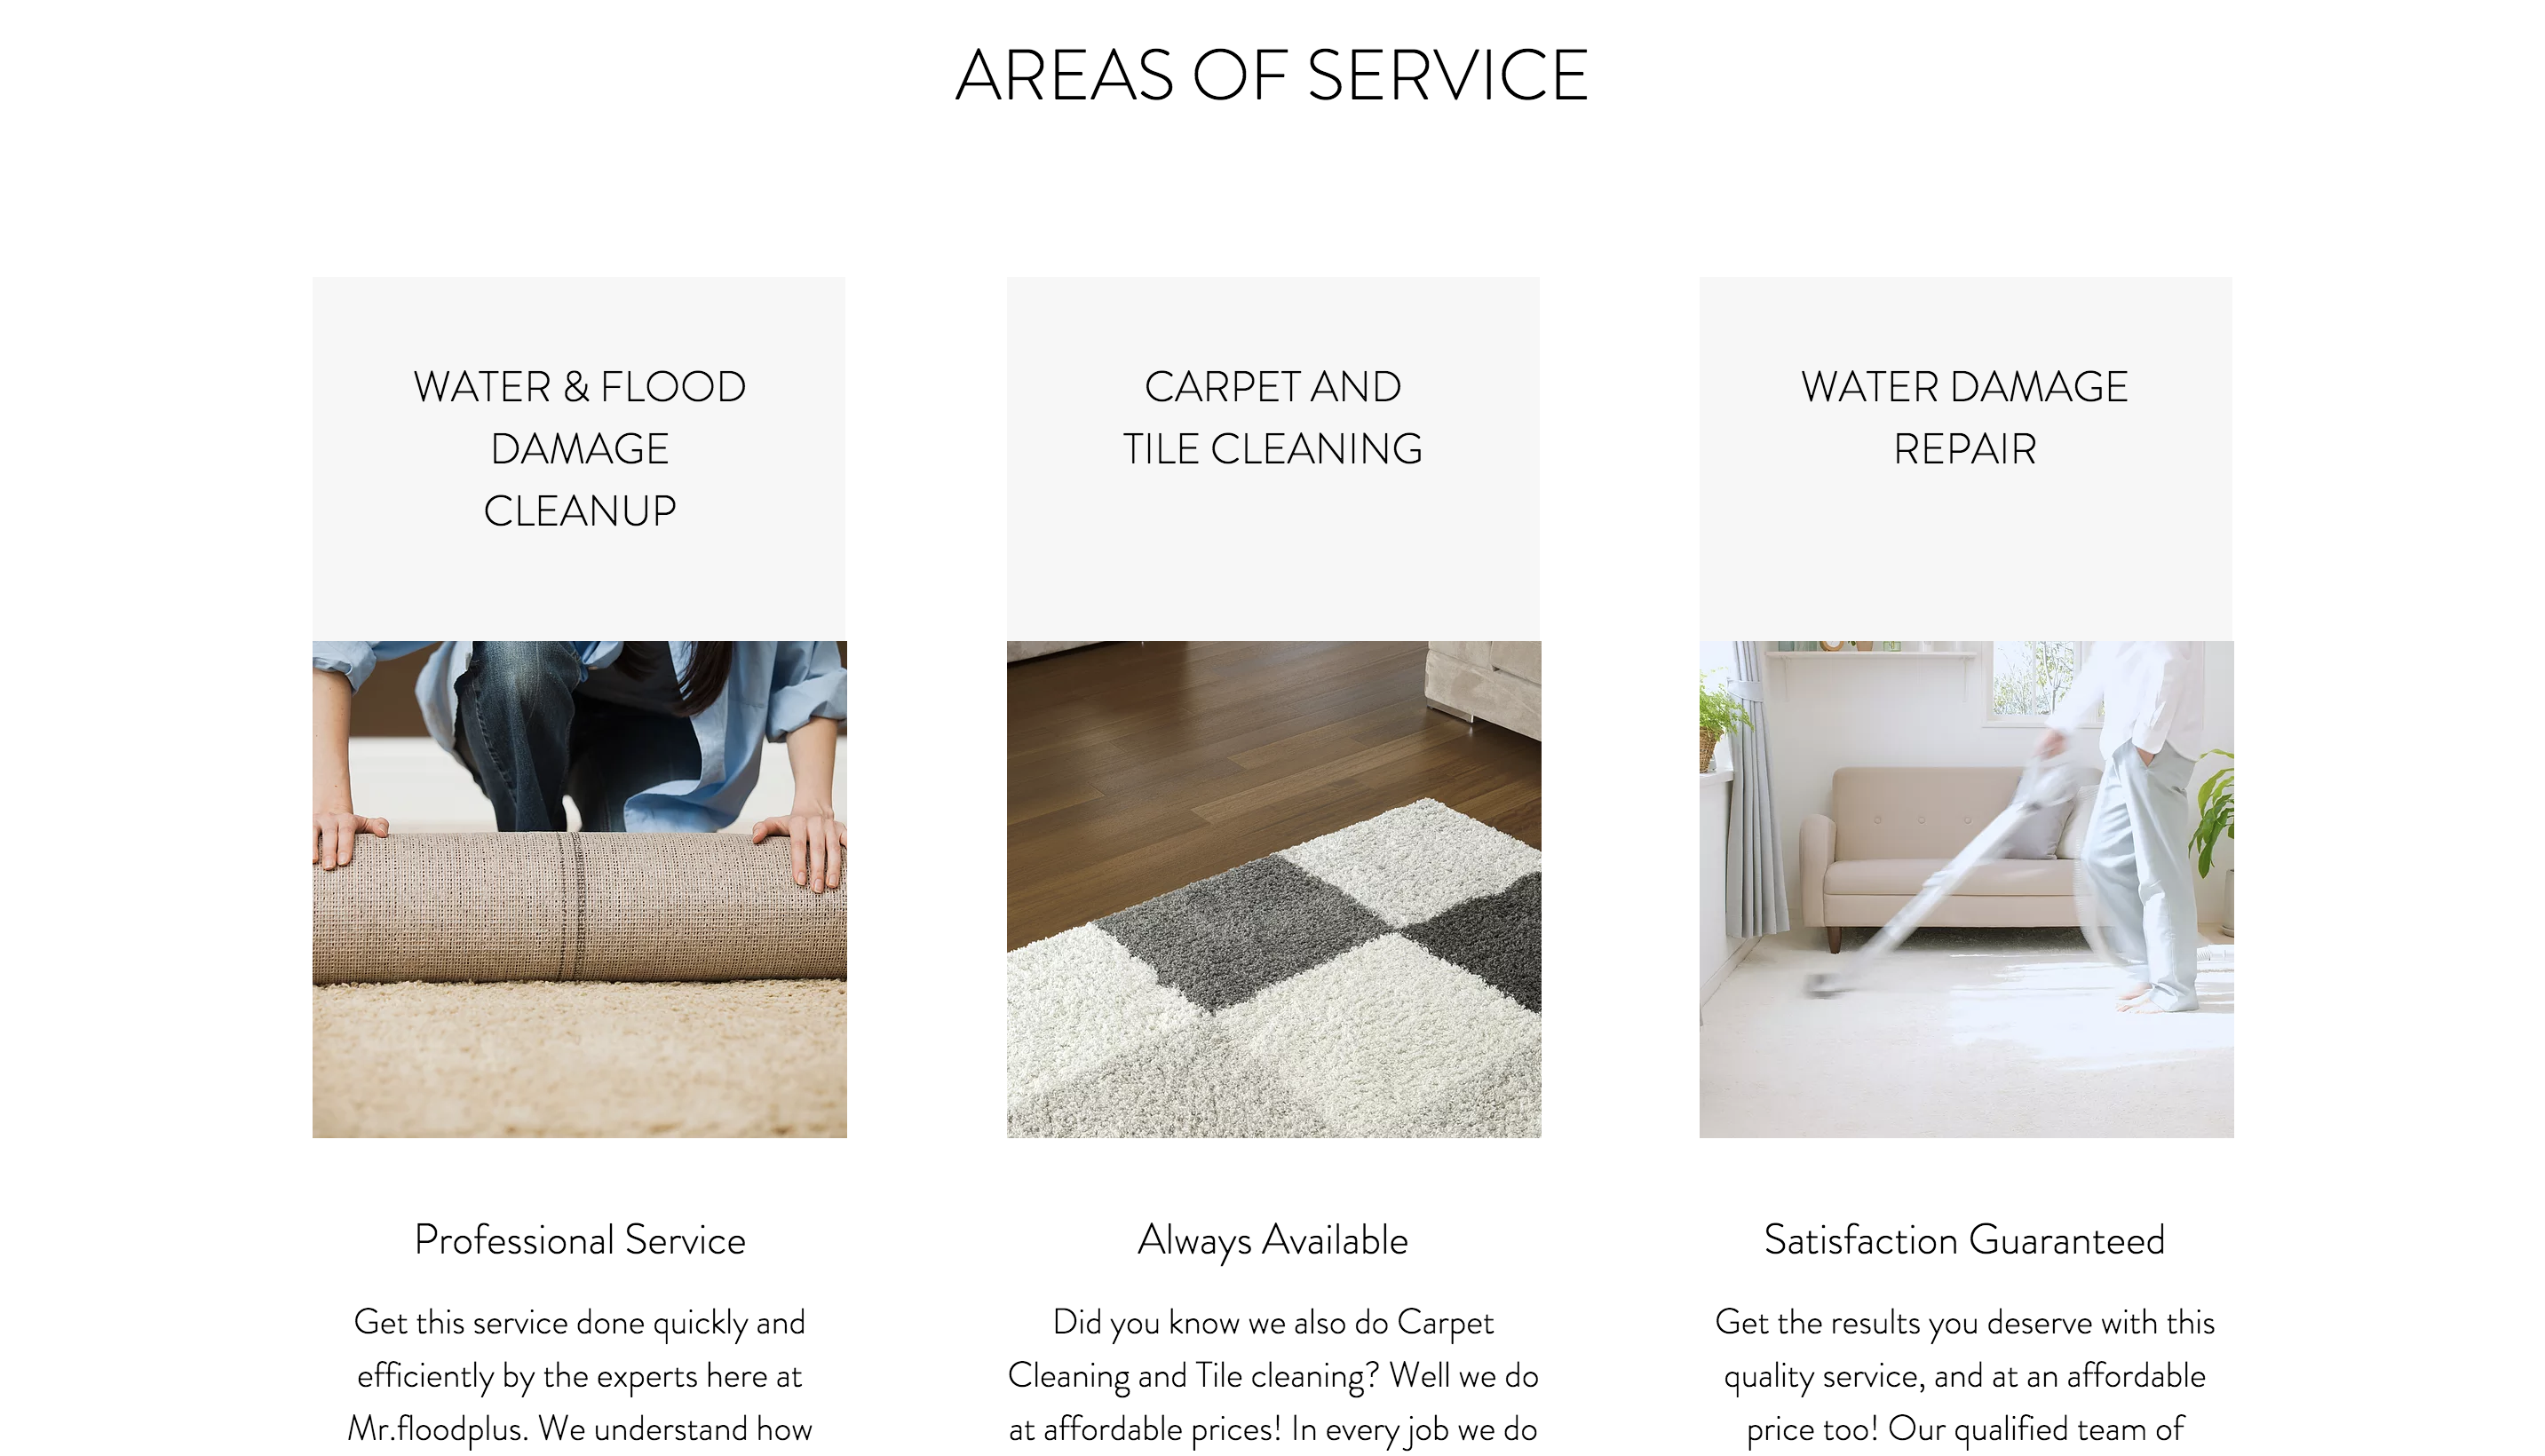 AREAS OF SERVICE
WATER & FLOOD
DAMAGE
CLEANUP
CARPET AND
TILE CLEANING
WATER DAMAGE
REPAIR
Professional Service
Get this service done quickly and
efficiently by the experts here at
Mr.floodplus. We understand how
Always Available
Did you know we also do Carpet
Cleaning and Tile cleaning? Well we do
at affordable prices! In every job we do
Satisfaction Guaranteed
Get the results you deserve with this
quality service, and at an affordable
price too! Our qualified team of